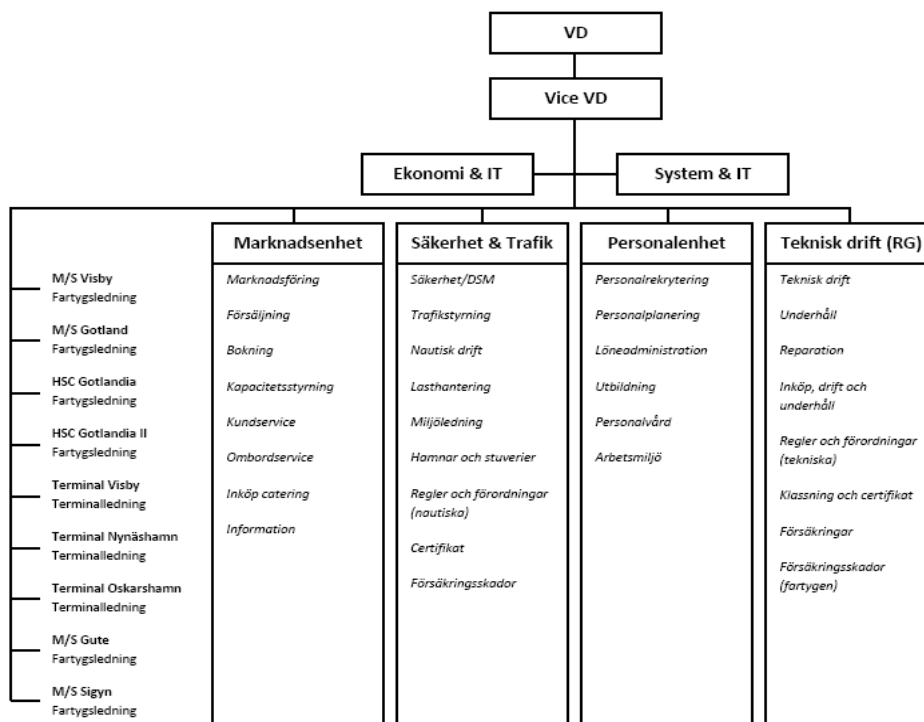 VD
Vice VD
Ekonomi & IT
System & IT
M/S Visby
Fartygsledning
M/S Gotland
Fartygsledning
HSC Gotlandia
Fartygsledning
HSC Gotlandia II
Fartygsledning
Terminal Visby
Terminalledning
Terminal Nynäshamn
Terminalledning
Terminal Oskarshamn
Terminalledning
M/S Gute
Fartygsledning
M/S Sigyn
Fartygsledning
Marknadsenhet
Marknadsföring
Försäljning
Bokning
Kapacitetsstyrning
Kundservice
Ombordservice
Inköp catering
Information
Säkerhet & Trafik
Säkerhet/DSM
Trafikstyrning
Nautisk drift
Lasthantering
Miljöledning
Hamnar och stuverier
Regler och förordningar
(nautiska)
Certifikat
Försäkringsskador
Personalenhet
Personalrekrytering
Personalplanering
Löneadministration
Utbildning
Personalvård
Arbetsmiljö
Teknisk drift (RG)
Teknisk drift
Underhåll
Reparation
Inköp, drift och
underhåll
Regler och förordningar
(tekniska)
Klassning och certifikat
Försäkringar
Försäkringsskador
(fartygen)